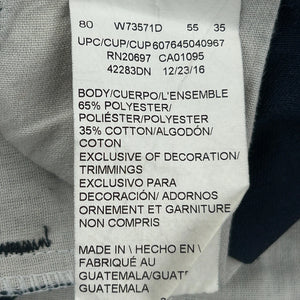 80 W73571D 55 35
UPC/CUP/CUP607645040967
RN20697 CA01095
42283DN 12/23/16
BODY/CUERPO/L'ENSEMBLE
65% POLYESTER/
POLIÉSTER/POLYESTER
35% COTTON/ALGODÓN/
COTON
EXCLUSIVE OF DECORATION/
TRIMMINGS
EXCLUSIVO PARA
DECORACIÓN/ ADORNOS
ORNEMENT ET GARNITURE
NON COMPRIS
MADE IN \ HECHO EN \
FABRIQUÉ AU
GUATEMALA/GUATE
GUATEMALA